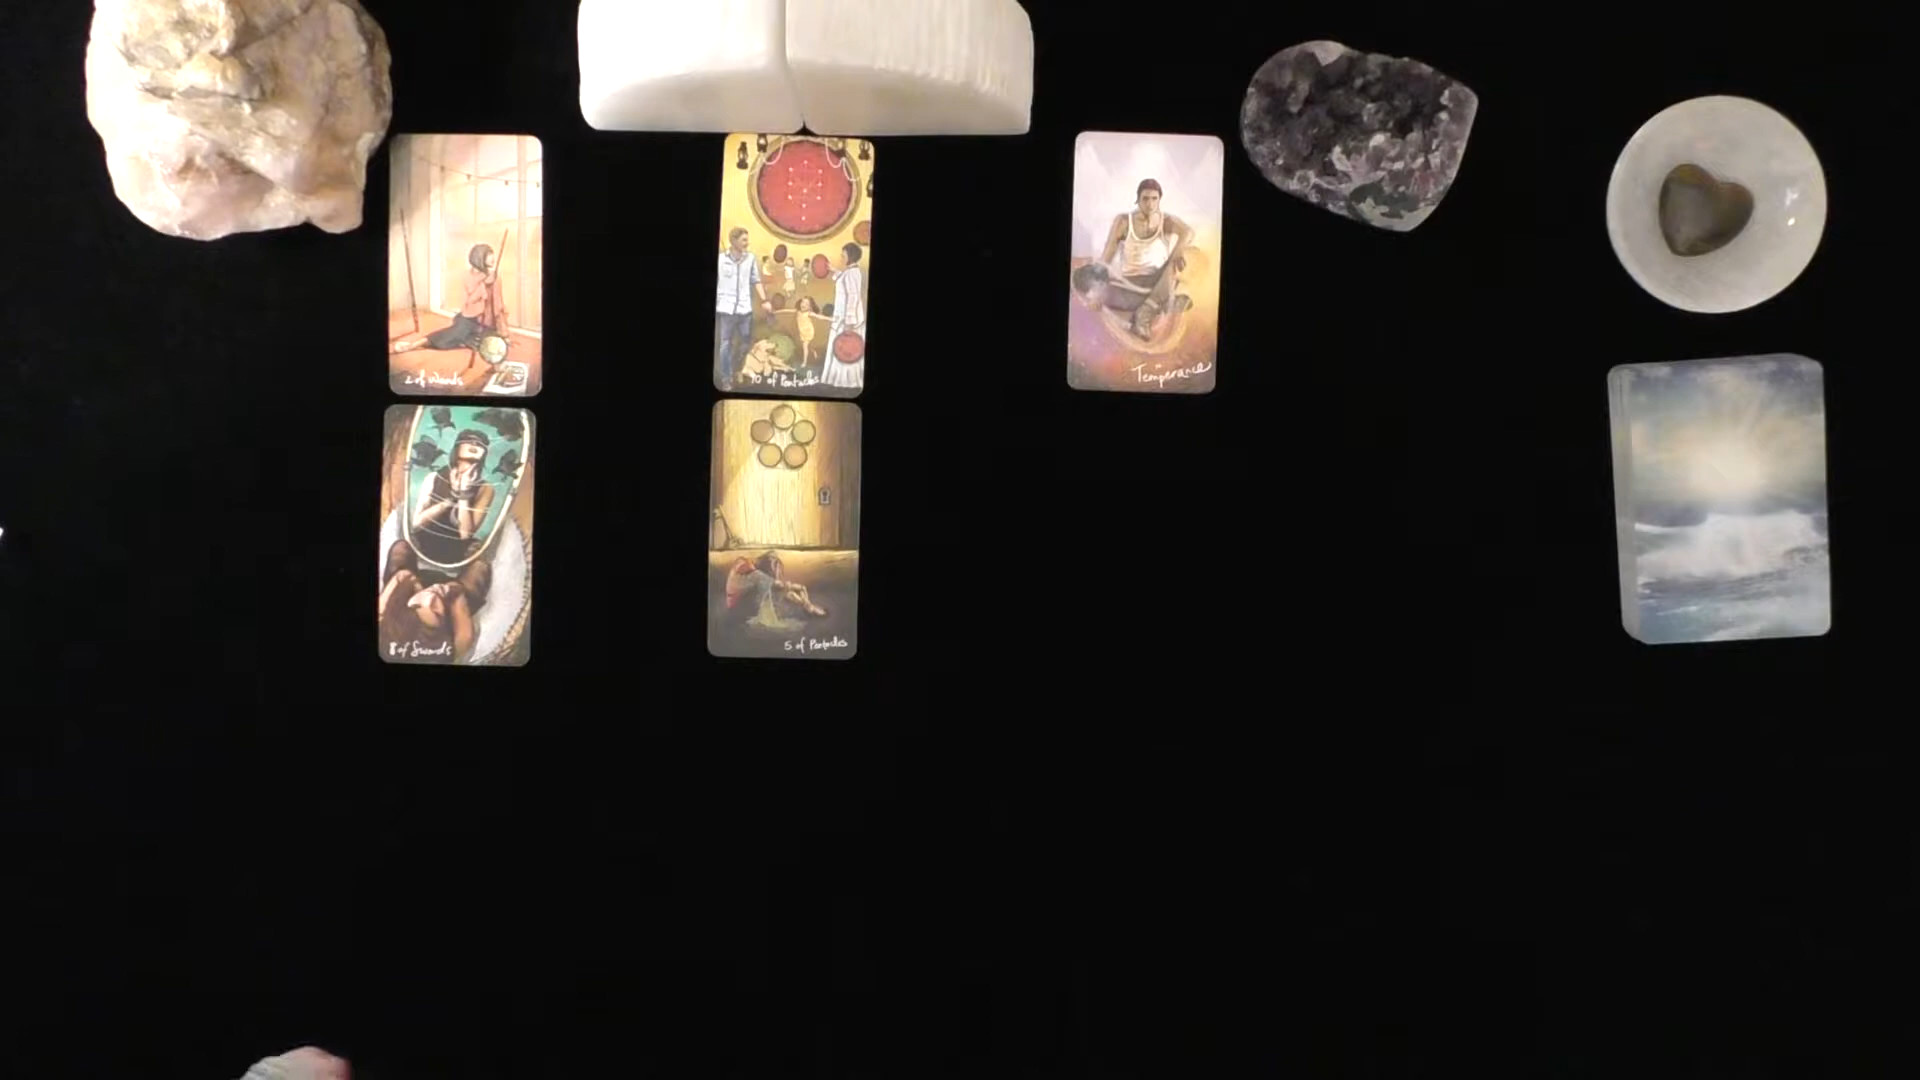 2 of Wands
10 of Pentacles
Temperance
8 of Swords
5 of Pentacles